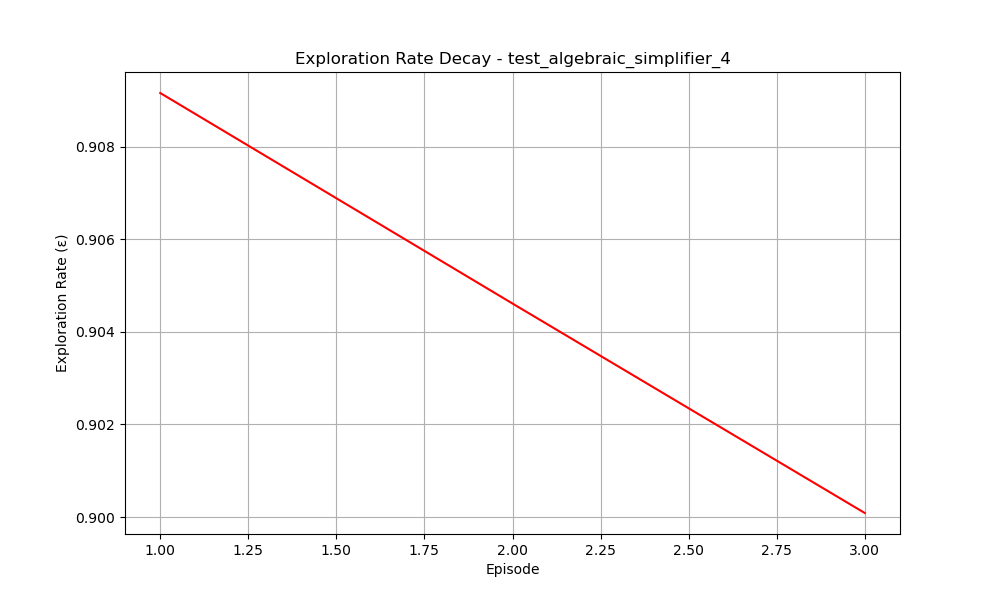 Exploration Rate Decay - test_algebraic_simplifier_4
Exploration Rate (ε)
0.908
0.906
0.904
0.902
0.900
1.00 1.25 1.50 1.75 2.00 2.25 2.50 2.75 3.00
Episode